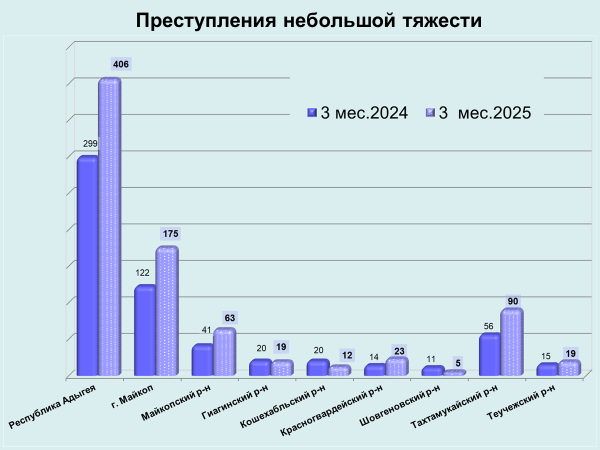 Преступления небольшой тяжести
3 мес.2024 3 мес.2025
299 406
122 175
41 63
20 19
20 12
14 23
11 5
56 90
15 19
Республика Адыгея
г. Майкоп
Майкопский р-н
Гиагинский р-н
Кошехабльский р-н
Красногвардейский р-н
Шовгеновский р-н
Тахтамукайский р-н
Теучежский р-н